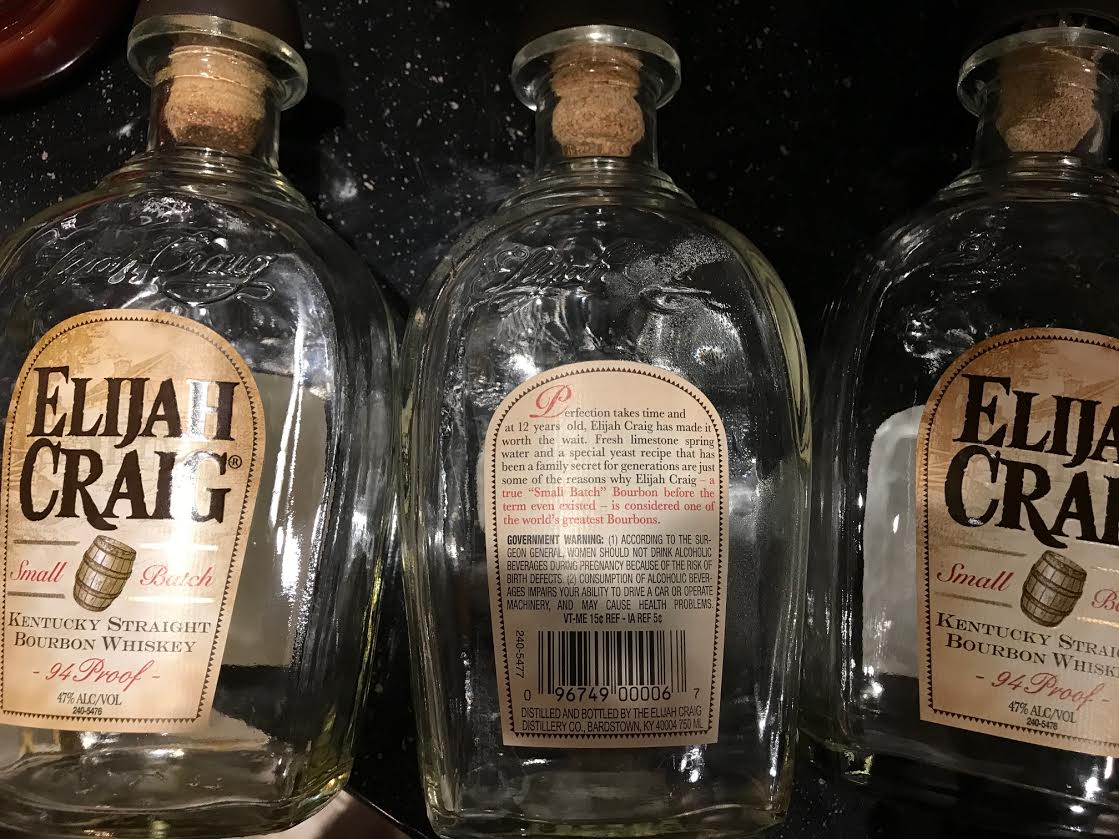 Elijah Craig
ELIJAH
CRAIG®
Small Batch
KENTUCKY STRAIGHT
BOURBON WHISKEY
- 94 Proof -
47% ALC/VOL
240-5476
Elijah
Perfection takes time and
at 12 years old, Elijah Craig has made it
worth the wait. Fresh limestone spring
water and a special yeast recipe that has
been a family secret for generations are just
some of the reasons why Elijah Craig – a
true "Small Batch" Bourbon before the
term even existed – is considered one of
the world's greatest Bourbons.
GOVERNMENT WARNING: (1) ACCORDING TO THE SUR-
GEON GENERAL, WOMEN SHOULD NOT DRINK ALCOHOLIC
BEVERAGES DURING PREGNANCY BECAUSE OF THE RISK OF
BIRTH DEFECTS. (2) CONSUMPTION OF ALCOHOLIC BEVER-
AGES IMPAIRS YOUR ABILITY TO DRIVE A CAR OR OPERATE
MACHINERY, AND MAY CAUSE HEALTH PROBLEMS.
VT-ME 15¢ REF - IA REF 5¢
240-5477
0 96749 00006 7
DISTILLED AND BOTTLED BY THE ELIJAH CRAIG
DISTILLERY CO., BARDSTOWN, KY 40004 750 ML
ELIJA
CRAI
Small B
KENTUCKY STRAIG
BOURBON WHISKE
- 94 Proof -
47% ALC/VOL
240-5476